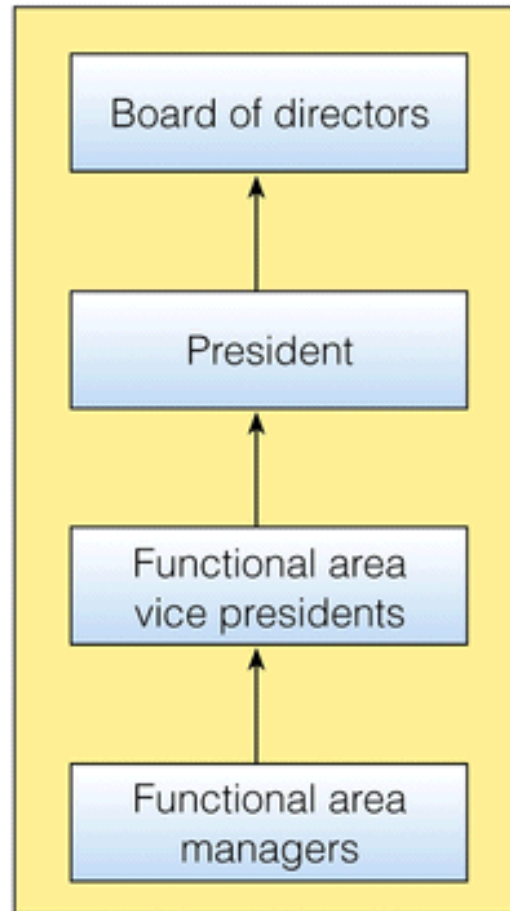 Board of directors
President
Functional area
vice presidents
Functional area
managers